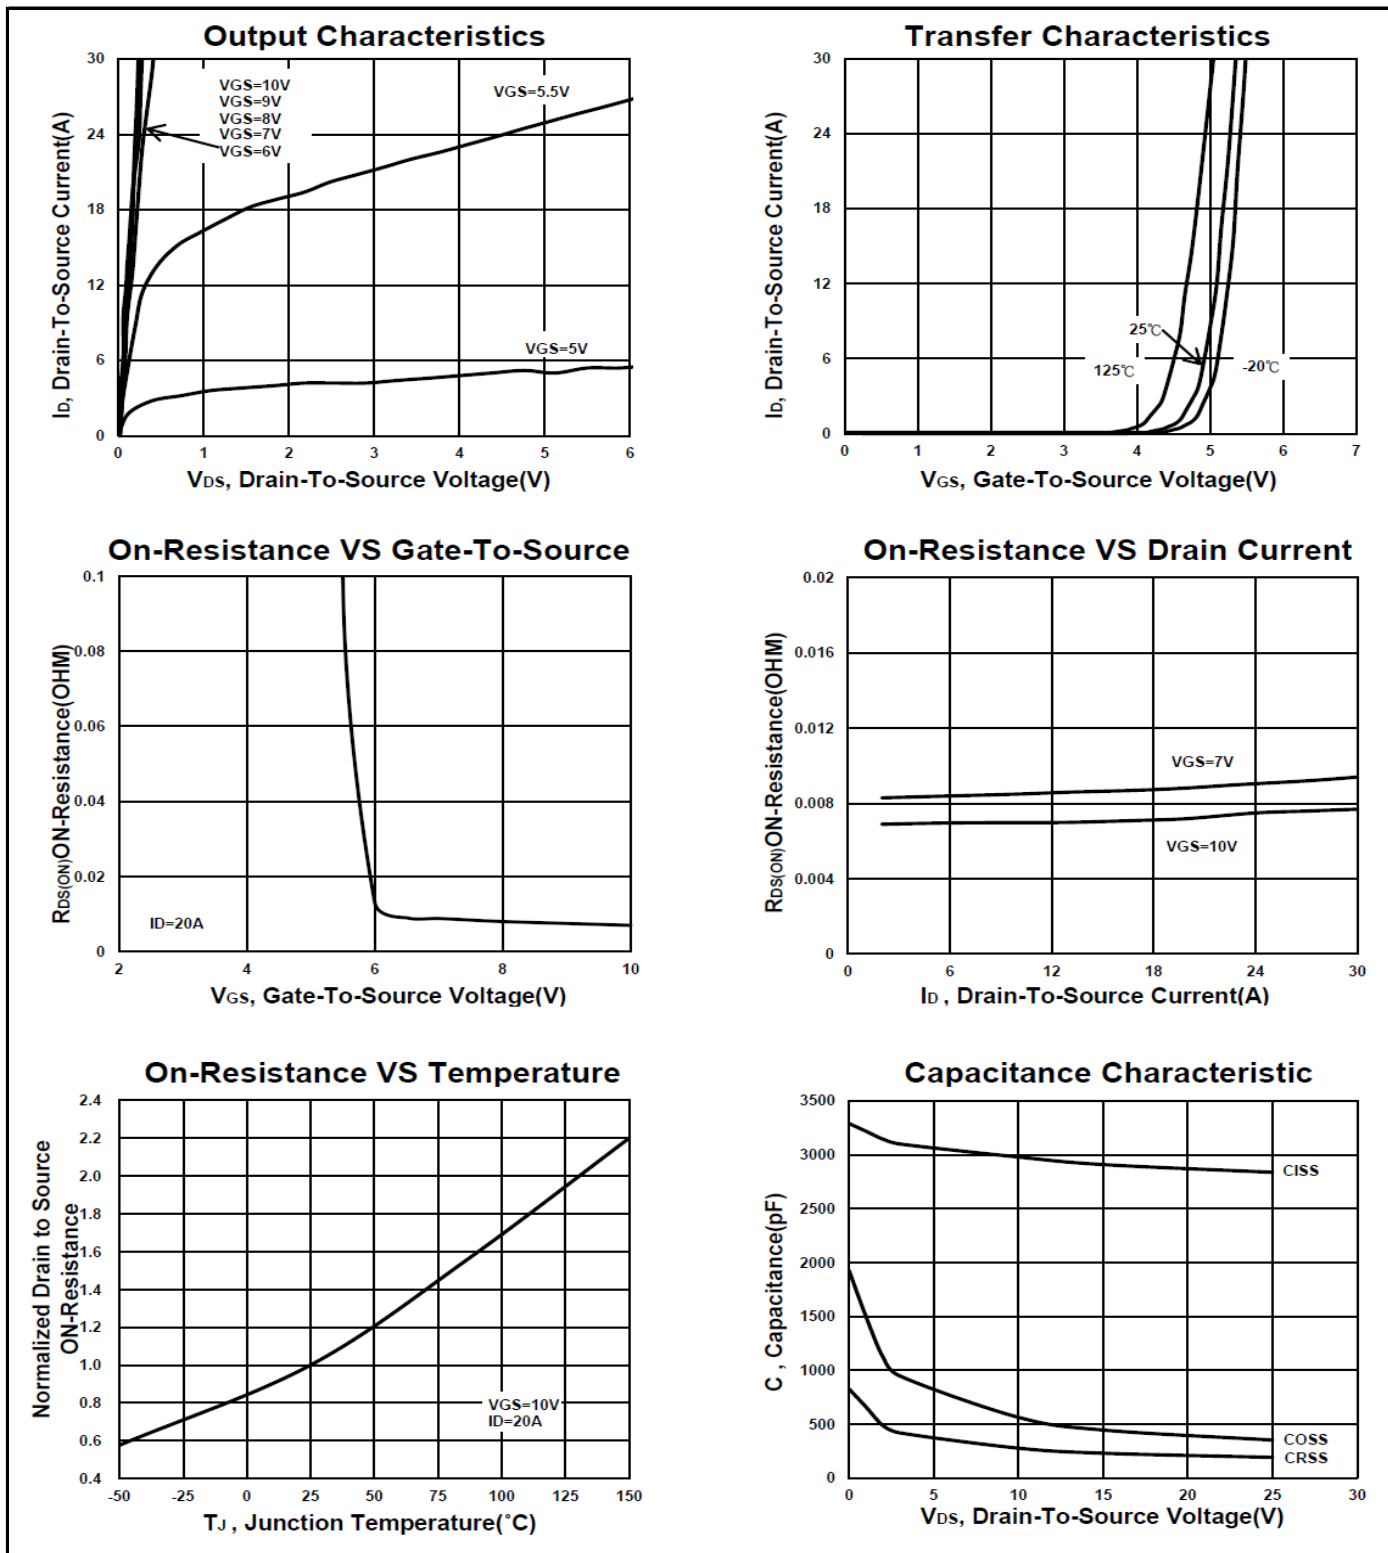 Output Characteristics
30
24
18
12
6
0
ID, Drain-To-Source Current(A)
VGS=10V
VGS=9V
VGS=8V
VGS=7V
VGS=6V
VGS=5.5V
VGS=5V
0 1 2 3 4 5 6
VDS, Drain-To-Source Voltage(V)
Transfer Characteristics
30
24
18
12
6
0
ID, Drain-To-Source Current(A)
25℃
125℃
-20℃
0 1 2 3 4 5 6 7
VGS, Gate-To-Source Voltage(V)
On-Resistance VS Gate-To-Source
0.1
0.08
0.06
0.04
0.02
0
RDS(ON)ON-Resistance(OHM)
ID=20A
2 4 6 8 10
VGS, Gate-To-Source Voltage(V)
On-Resistance VS Drain Current
0.02
0.016
0.012
0.008
0.004
0
RDS(ON)ON-Resistance(OHM)
VGS=7V
VGS=10V
0 6 12 18 24 30
ID , Drain-To-Source Current(A)
On-Resistance VS Temperature
2.4
2.2
2.0
1.8
1.6
1.4
1.2
1.0
0.8
0.6
0.4
Normalized Drain to Source
ON-Resistance
VGS=10V
ID=20A
-50 -25 0 25 50 75 100 125 150
TJ , Junction Temperature(°C)
Capacitance Characteristic
3500
3000
2500
2000
1500
1000
500
0
C , Capacitance(pF)
CISS
COSS
CRSS
0 5 10 15 20 25 30
VDS, Drain-To-Source Voltage(V)